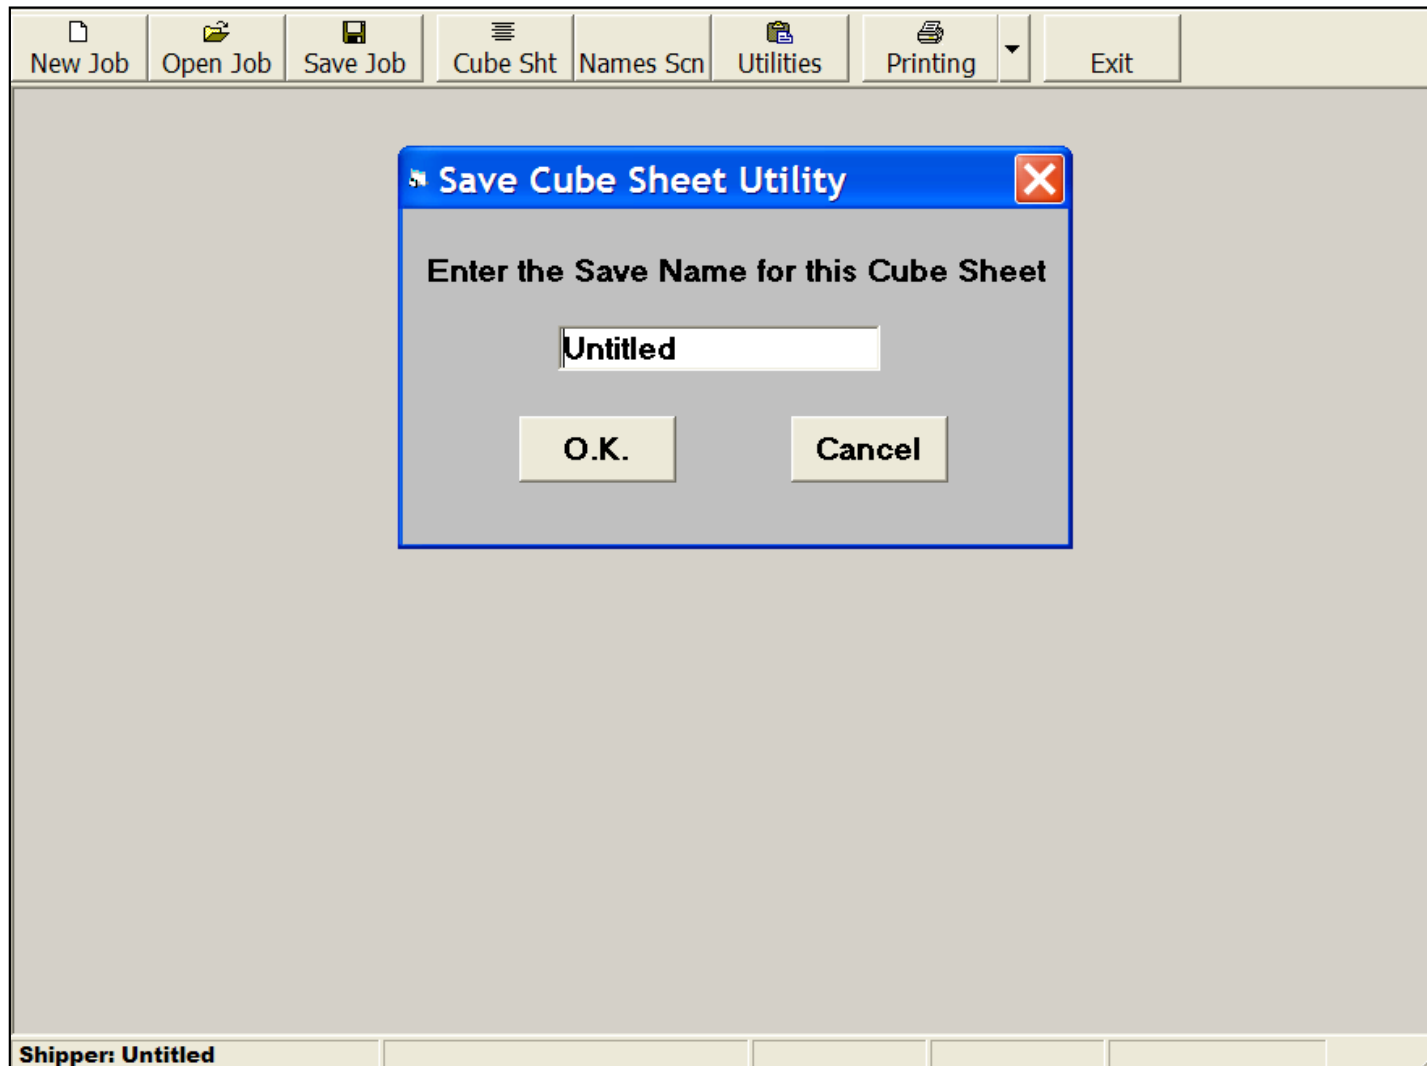 New Job Open Job Save Job Cube Sht Names Scn Utilities Printing Exit
Save Cube Sheet Utility
Enter the Save Name for this Cube Sheet
Untitled
O.K. Cancel
Shipper: Untitled